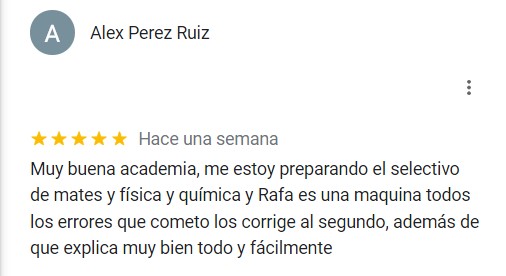 A
Alex Perez Ruiz
Hace una semana
Muy buena academia, me estoy preparando el selectivo
de mates y física y química y Rafa es una maquina todos
los errores que cometo los corrige al segundo, además de
que explica muy bien todo y fácilmente